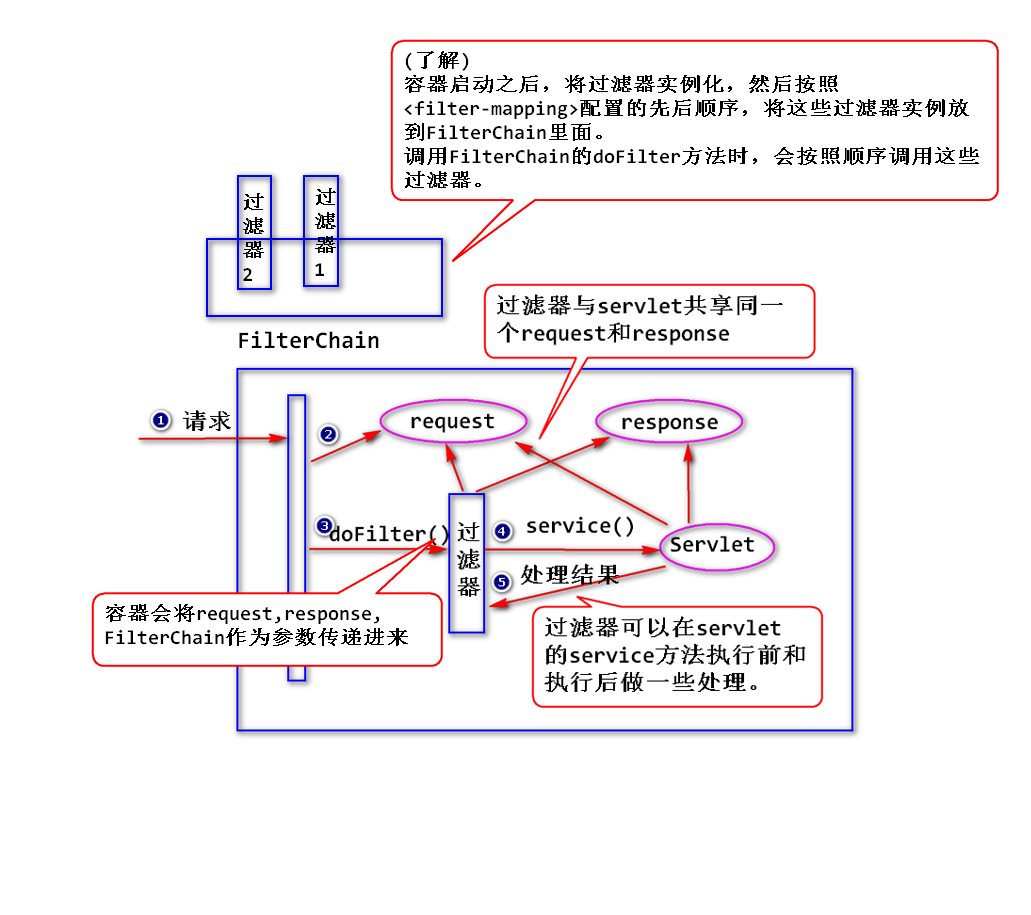 (了解)
容器启动之后，将过滤器实例化，然后按照
<filter-mapping>配置的先后顺序，将这些过滤器实例放
到FilterChain里面。
调用FilterChain的doFilter方法时，会按照顺序调用这些
过滤器。
过滤器2
过滤器1
FilterChain
过滤器与servlet共享同一
个request和response
1 请求
2
request
response
3 doFilter()
过滤器
4 service()
Servlet
5 处理结果
容器会将request,response,
FilterChain作为参数传递进来
过滤器可以在servlet
的service方法执行前和
执行后做一些处理。